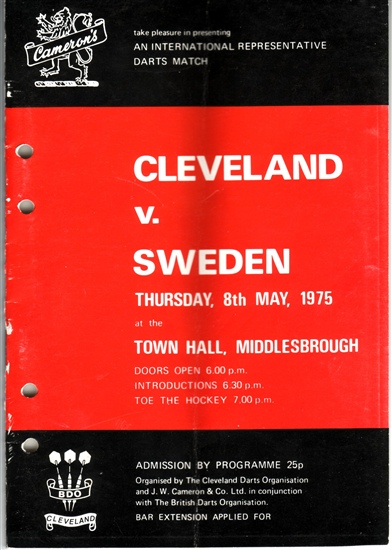 Cameron's
take pleasure in presenting
AN INTERNATIONAL REPRESENTATIVE
DARTS MATCH
CLEVELAND
v.
SWEDEN
THURSDAY, 8th MAY, 1975
at the
TOWN HALL, MIDDLESBROUGH
DOORS OPEN 6.00 p.m.
INTRODUCTIONS 6.30 p.m.
TOE THE HOCKEY 7.00 p.m.
BDO
CLEVELAND
ADMISSION BY PROGRAMME 25p
Organised by The Cleveland Darts Organisation
and J. W. Cameron & Co. Ltd. in conjunction
with The British Darts Organisation.
BAR EXTENSION APPLIED FOR